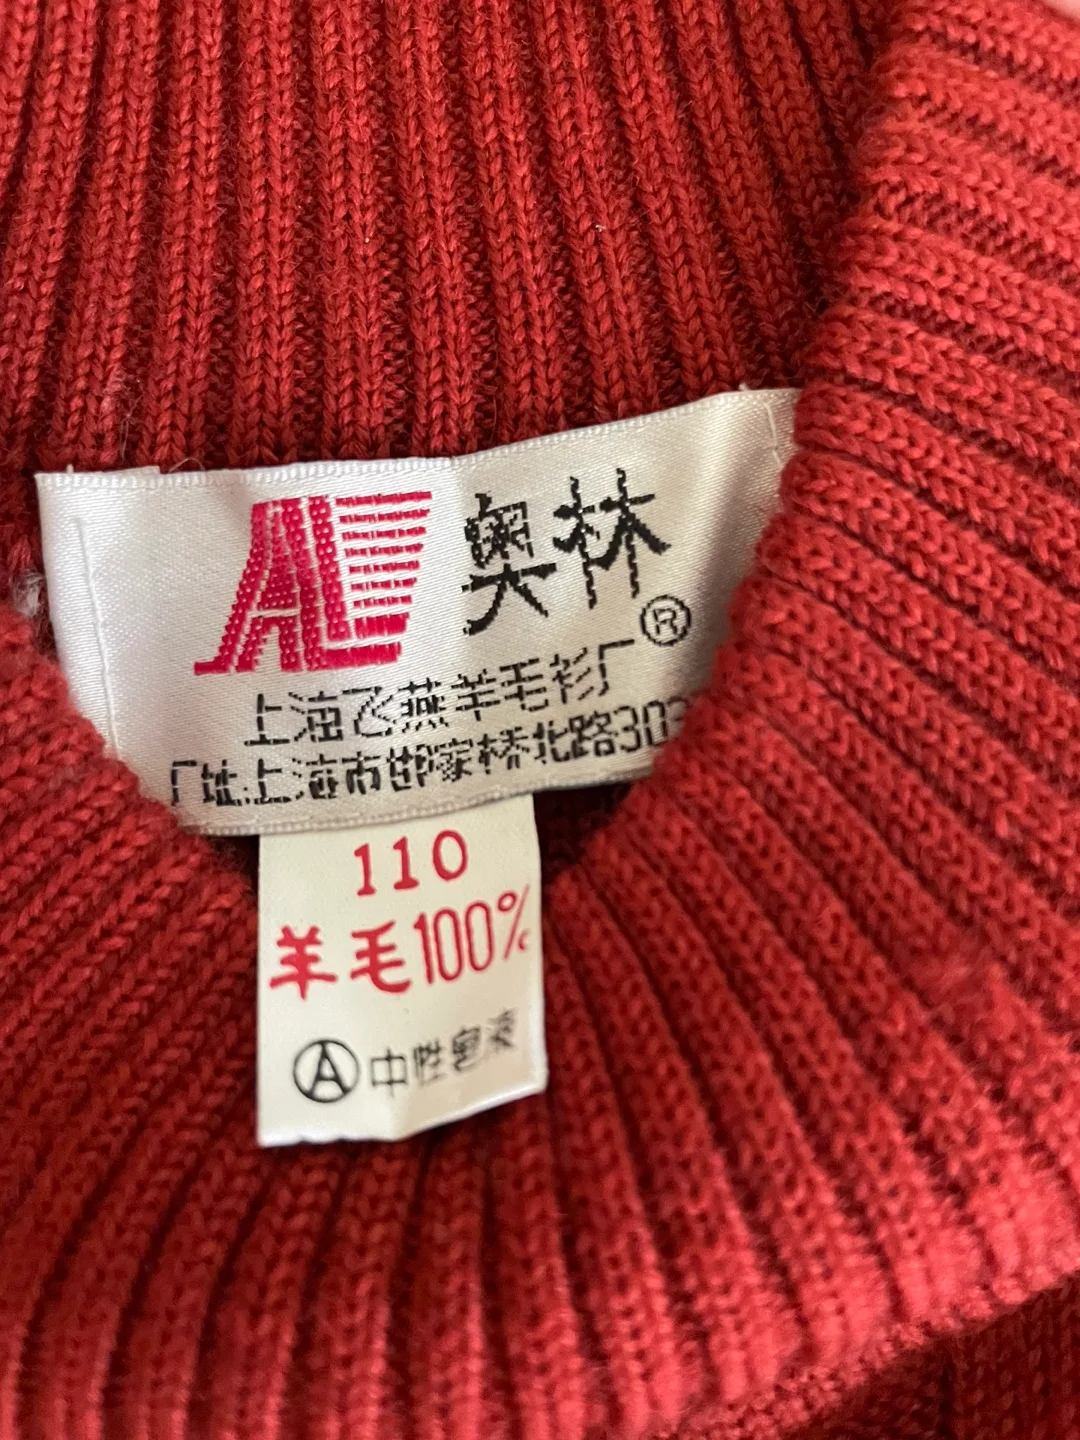 AL 奥林®
上海飞燕羊毛衫厂
厂址上海市邵家桥北路303
110
羊毛100%
Ⓐ 中性皂液